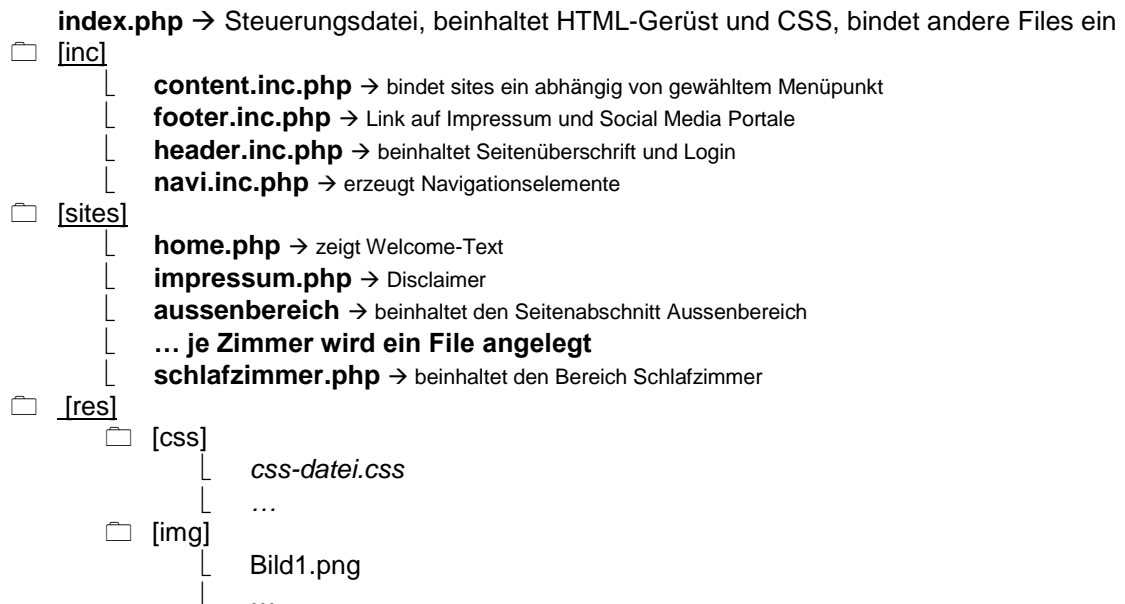 index.php → Steuerungsdatei, beinhaltet HTML-Gerüst und CSS, bindet andere Files ein
[inc]
content.inc.php → bindet sites ein abhängig von gewähltem Menüpunkt
footer.inc.php → Link auf Impressum und Social Media Portale
header.inc.php → beinhaltet Seitenüberschrift und Login
navi.inc.php → erzeugt Navigationselemente
[sites]
home.php → zeigt Welcome-Text
impressum.php → Disclaimer
aussenbereich → beinhaltet den Seitenabschnitt Aussenbereich
… je Zimmer wird ein File angelegt
schlafzimmer.php → beinhaltet den Bereich Schlafzimmer
[res]
[css]
css-datei.css
…
[img]
Bild1.png
…